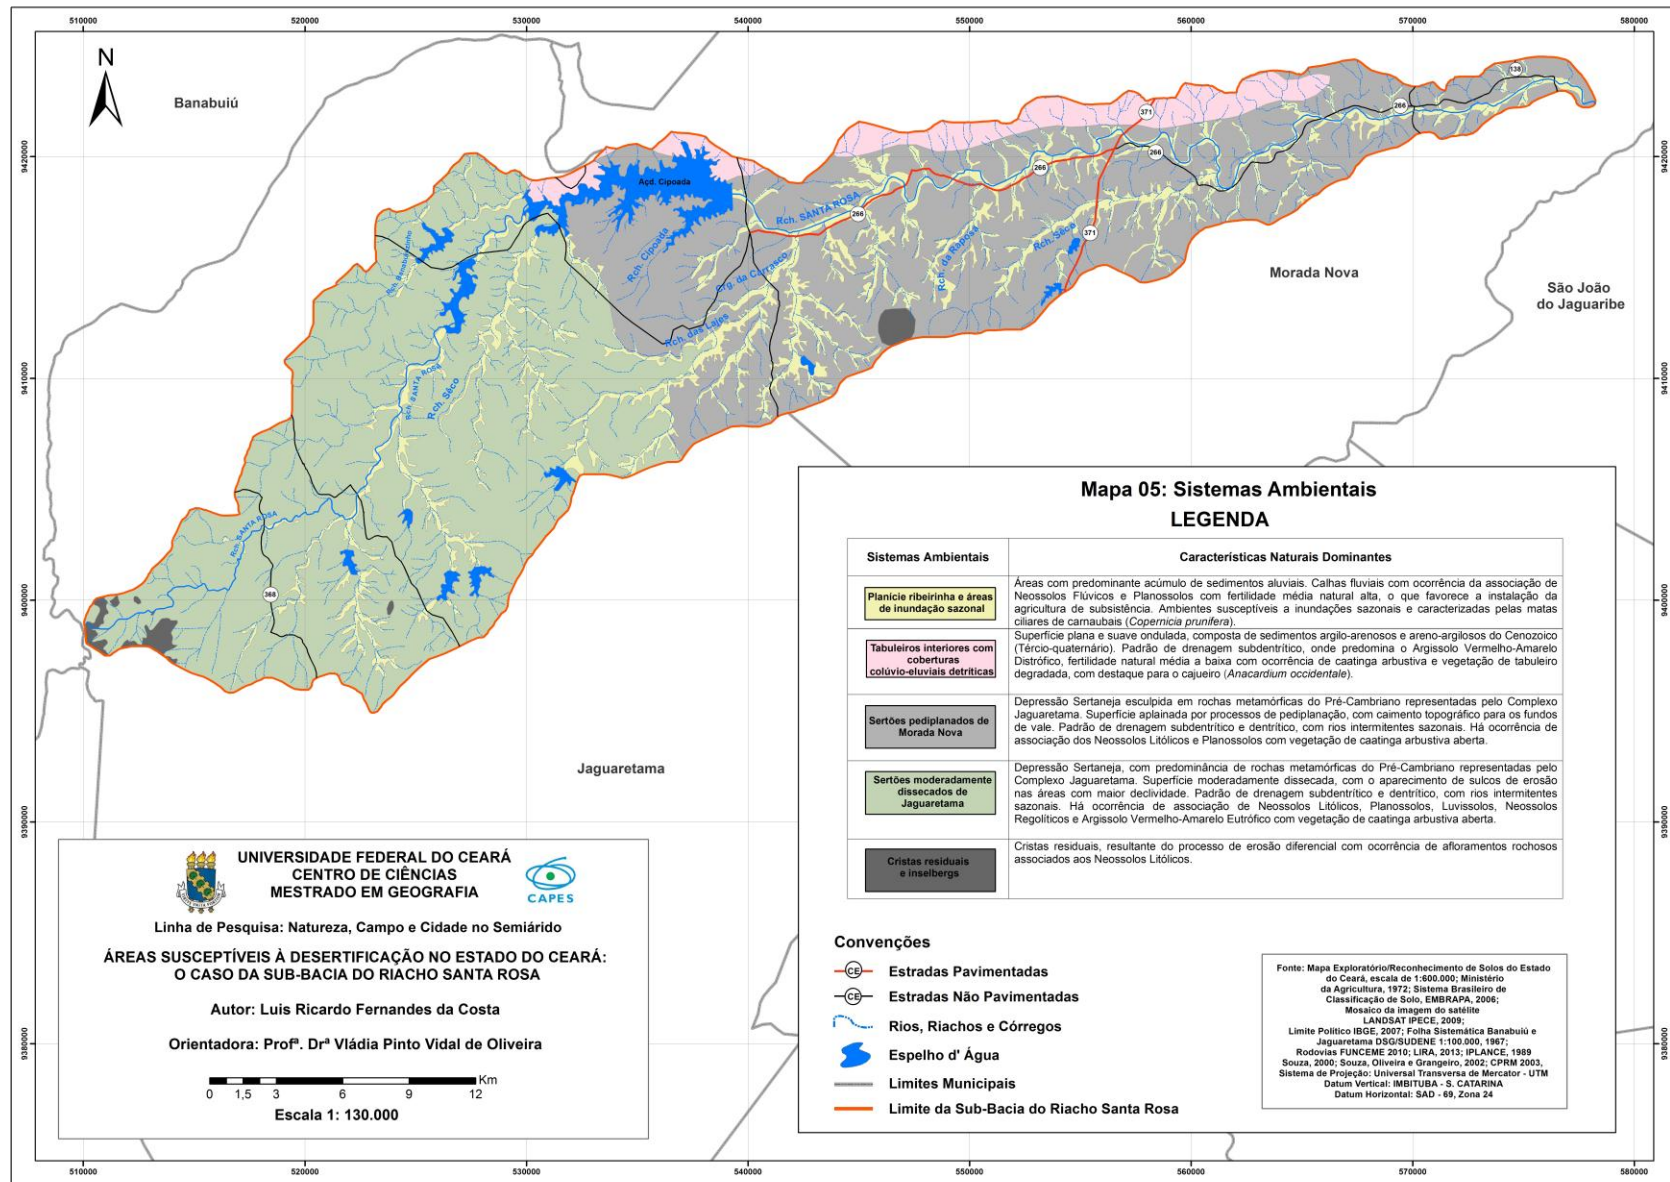 510000 520000 530000 540000 550000 560000 570000 580000
N
Banabuiú
138
266
371
9420000
9420000
266
266
Açd. Cipoada
Rch. SANTA ROSA
266
Rch. Banabuiuzinho
Rch. Cipoada
Crg. da Carrasco
Rch. da Raposa
Rch. Sêco
371
Morada Nova
São João
do Jaguaribe
Rch. das Lajes
9410000
9410000
Rch. SANTA ROSA
Rch. Sêco
Rch. SANTA ROSA
368
9400000
9400000
Jaguaretama
9390000
9390000
9380000
9380000
Mapa 05: Sistemas Ambientais
LEGENDA
Sistemas Ambientais
Características Naturais Dominantes
Planície ribeirinha e áreas
de inundação sazonal
Áreas com predominante acúmulo de sedimentos aluviais. Calhas fluviais com ocorrência da associação de
Neossolos Flúvicos e Planossolos com fertilidade média natural alta, o que favorece a instalação da
agricultura de subsistência. Ambientes susceptíveis a inundações sazonais e caracterizadas pelas matas
ciliares de carnaubais (Copernicia prunifera).
Tabuleiros interiores com
coberturas
colúvio-eluviais detríticas
Superfície plana e suave ondulada, composta de sedimentos argilo-arenosos e areno-argilosos do Cenozoico
(Tércio-quaternário). Padrão de drenagem subdentrítico, onde predomina o Argissolo Vermelho-Amarelo
Distrófico, fertilidade natural média a baixa com ocorrência de caatinga arbustiva e vegetação de tabuleiro
degradada, com destaque para o cajueiro (Anacardium occidentale).
Sertões pediplanados de
Morada Nova
Depressão Sertaneja esculpida em rochas metamórficas do Pré-Cambriano representadas pelo Complexo
Jaguaretama. Superfície aplainada por processos de pediplanação, com caimento topográfico para os fundos
de vale. Padrão de drenagem subdentrítico e dentrítico, com rios intermitentes sazonais. Há ocorrência de
associação dos Neossolos Litólicos e Planossolos com vegetação de caatinga arbustiva aberta.
Sertões moderadamente
dissecados de
Jaguaretama
Depressão Sertaneja, com predominância de rochas metamórficas do Pré-Cambriano representadas pelo
Complexo Jaguaretama. Superfície moderadamente dissecada, com o aparecimento de sulcos de erosão
nas áreas com maior declividade. Padrão de drenagem subdentrítico e dentrítico, com rios intermitentes
sazonais. Há ocorrência de associação de Neossolos Litólicos, Planossolos, Luvissolos, Neossolos
Regolíticos e Argissolo Vermelho-Amarelo Eutrófico com vegetação de caatinga arbustiva aberta.
Cristas residuais
e inselbergs
Cristas residuais, resultante do processo de erosão diferencial com ocorrência de afloramentos rochosos
associados aos Neossolos Litólicos.
Convenções
CE Estradas Pavimentadas
CE Estradas Não Pavimentadas
Rios, Riachos e Córregos
Espelho d' Água
Limites Municipais
Limite da Sub-Bacia do Riacho Santa Rosa
Fonte: Mapa Exploratório/Reconhecimento de Solos do Estado
do Ceará, escala de 1:600.000; Ministério
da Agricultura, 1972; Sistema Brasileiro de
Classificação de Solo, EMBRAPA, 2006;
Mosaico da imagem do satélite
LANDSAT IPECE, 2009;
Limite Político IBGE, 2007; Folha Sistemática Banabuiú e
Jaguaretama DSG/SUDENE 1:100.000, 1967;
Rodovias FUNCEME 2010; LIRA, 2013; IPLANCE, 1989
Souza, 2000; Souza, Oliveira e Grangeiro, 2002; CPRM 2003,
Sistema de Projeção: Universal Transversa de Mercator - UTM
Datum Vertical: IMBITUBA - S. CATARINA
Datum Horizontal: SAD - 69, Zona 24
UNIVERSIDADE FEDERAL DO CEARÁ
CENTRO DE CIÊNCIAS
MESTRADO EM GEOGRAFIA
CAPES
Linha de Pesquisa: Natureza, Campo e Cidade no Semiárido
ÁREAS SUSCEPTÍVEIS À DESERTIFICAÇÃO NO ESTADO DO CEARÁ:
O CASO DA SUB-BACIA DO RIACHO SANTA ROSA
Autor: Luis Ricardo Fernandes da Costa
Orientadora: Profª. Drª Vládia Pinto Vidal de Oliveira
Km
0 1,5 3 6 9 12
Escala 1: 130.000
510000 520000 530000 540000 550000 560000 570000 580000